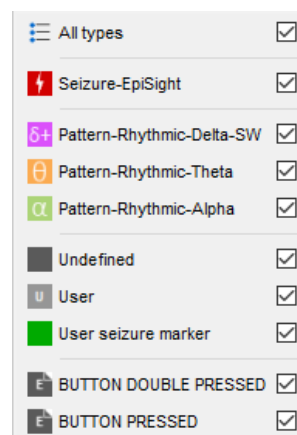 All types
Seizure-EpiSight
δ+ Pattern-Rhythmic-Delta-SW
θ Pattern-Rhythmic-Theta
α Pattern-Rhythmic-Alpha
Undefined
U User
User seizure marker
E BUTTON DOUBLE PRESSED
E BUTTON PRESSED